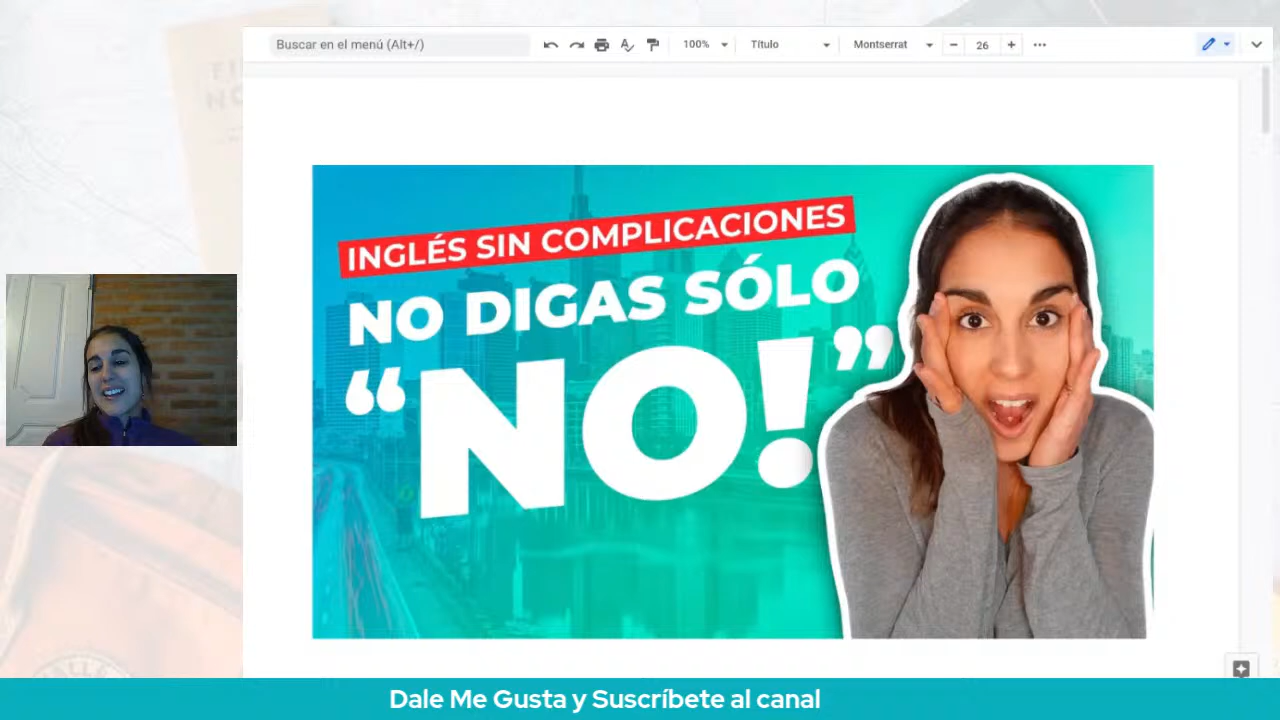 Buscar en el menú (Alt+/)
100%
Título
Montserrat
26
INGLÉS SIN COMPLICACIONES
NO DIGAS SÓLO
“NO!”
Dale Me Gusta y Suscríbete al canal